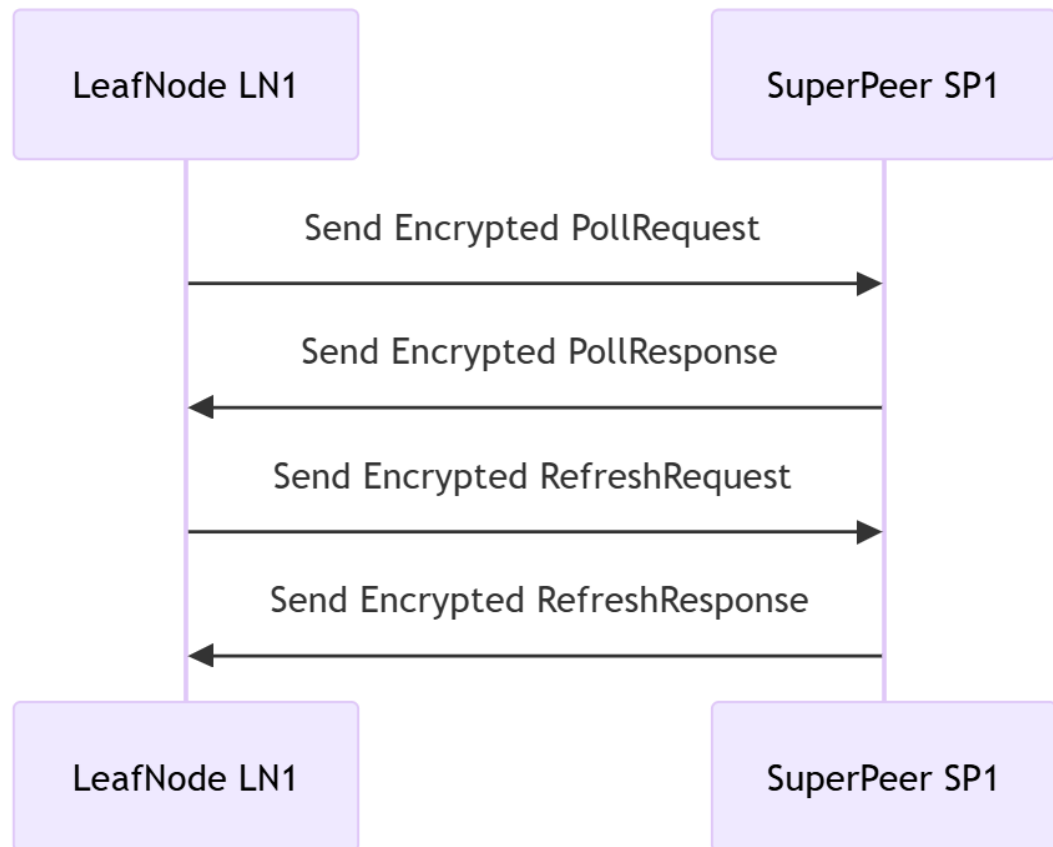 LeafNode LN1
SuperPeer SP1
Send Encrypted PollRequest
Send Encrypted PollResponse
Send Encrypted RefreshRequest
Send Encrypted RefreshResponse
LeafNode LN1
SuperPeer SP1